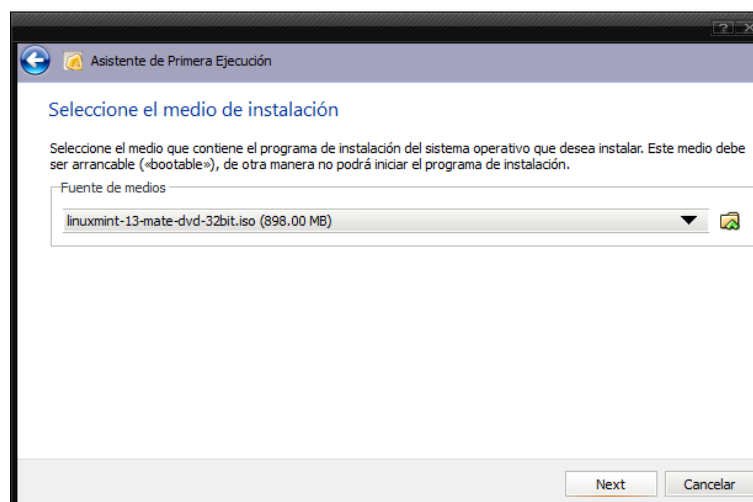 Asistente de Primera Ejecución
Seleccione el medio de instalación
Seleccione el medio que contiene el programa de instalación del sistema operativo que desea instalar. Este medio debe
ser arrancable («bootable»), de otra manera no podrá iniciar el programa de instalación.
Fuente de medios
linuxmint-13-mate-dvd-32bit.iso (898.00 MB)
Next
Cancelar